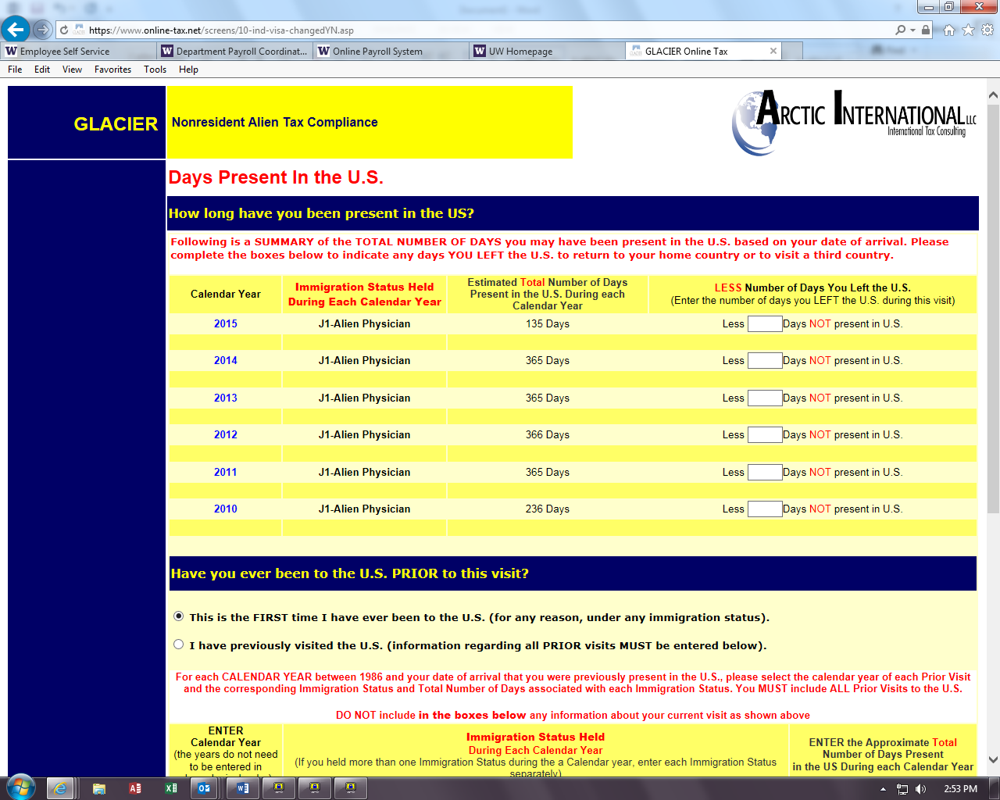 https://www.online-tax.net/screens/10-ind-visa-changedYN.asp
Employee Self Service
Department Payroll Coordinat...
Online Payroll System
UW Homepage
GLACIER Online Tax
File Edit View Favorites Tools Help
GLACIER
Nonresident Alien Tax Compliance
ARCTIC INTERNATIONAL LLC
International Tax Consulting
Days Present In the U.S.
How long have you been present in the US?
Following is a SUMMARY of the TOTAL NUMBER OF DAYS you may have been present in the U.S. based on your date of arrival. Please
complete the boxes below to indicate any days YOU LEFT the U.S. to return to your home country or to visit a third country.
Calendar Year
Immigration Status Held
During Each Calendar Year
Estimated Total Number of Days
Present in the U.S. During each
Calendar Year
LESS Number of Days You Left the U.S.
(Enter the number of days you LEFT the U.S. during this visit)
2015 J1-Alien Physician 135 Days Less Days NOT present in U.S.
2014 J1-Alien Physician 365 Days Less Days NOT present in U.S.
2013 J1-Alien Physician 365 Days Less Days NOT present in U.S.
2012 J1-Alien Physician 366 Days Less Days NOT present in U.S.
2011 J1-Alien Physician 365 Days Less Days NOT present in U.S.
2010 J1-Alien Physician 236 Days Less Days NOT present in U.S.
Have you ever been to the U.S. PRIOR to this visit?
This is the FIRST time I have ever been to the U.S. (for any reason, under any immigration status).
I have previously visited the U.S. (information regarding all PRIOR visits MUST be entered below).
For each CALENDAR YEAR between 1986 and your date of arrival that you were previously present in the U.S., please select the calendar year of each Prior Visit
and the corresponding Immigration Status and Total Number of Days associated with each Immigration Status. You MUST include ALL Prior Visits to the U.S.
DO NOT include in the boxes below any information about your current visit as shown above
ENTER
Calendar Year
(the years do not need
to be entered in
Immigration Status Held
During Each Calendar Year
(If you held more than one Immigration Status during the a Calendar year, enter each Immigration Status
separately)
ENTER the Approximate Total
Number of Days Present
in the US During each Calendar Year
2:53 PM